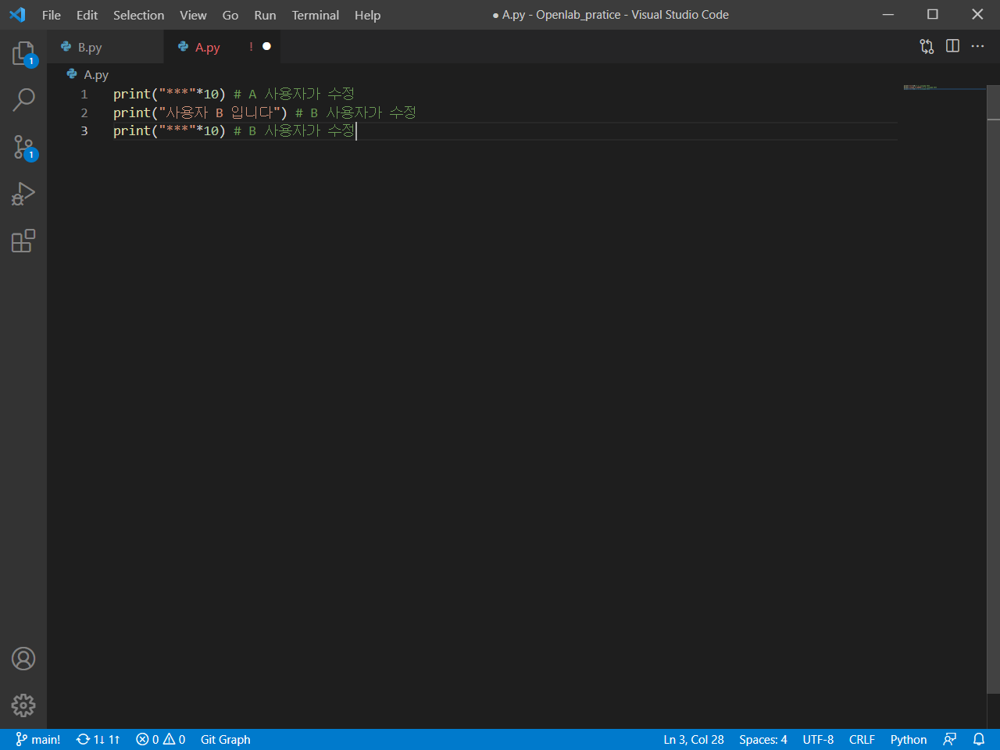 File Edit Selection View Go Run Terminal Help
● A.py - Openlab_pratice - Visual Studio Code
B.py
A.py ! ●
A.py
1 print("***"*10) # A 사용자가 수정
2 print("사용자 B 입니다") # B 사용자가 수정
3 print("***"*10) # B 사용자가 수정
1
1
main! 1↓ 1↑ 0 0 Git Graph
Ln 3, Col 28 Spaces: 4 UTF-8 CRLF Python